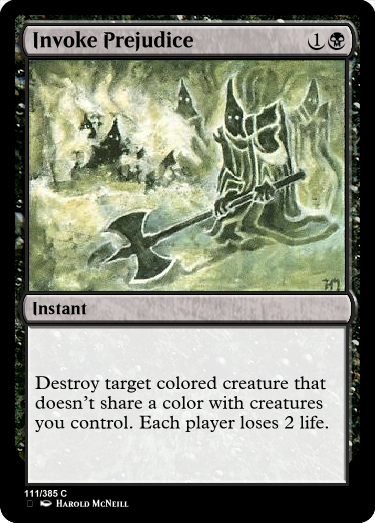 Invoke Prejudice 1
HM
Instant
Destroy target colored creature that
doesn't share a color with creatures
you control. Each player loses 2 life.
111/385 C
Harold McNeill